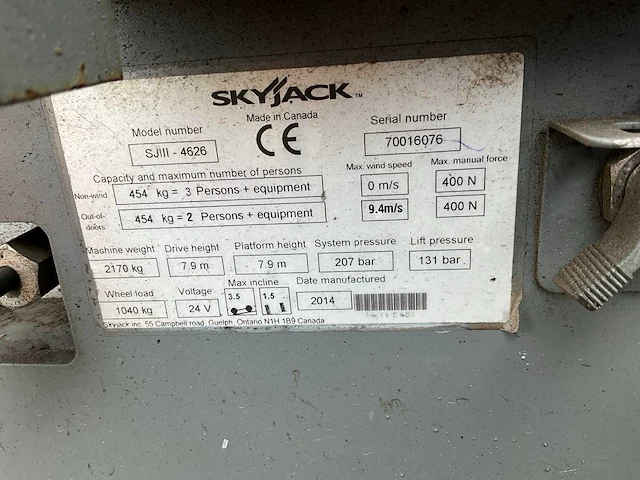 SKYJACK™
Made in Canada
Model number
SJIII - 4626
CE
Serial number
70016076
Capacity and maximum number of persons
Max. wind speed
Max. manual force
Non-wind
454 kg = 3 Persons + equipment
0 m/s
400 N
Out-of-doors
454 kg = 2 Persons + equipment
9.4m/s
400 N
Machine weight
Drive height
Platform height
System pressure
Lift pressure
2170 kg
7.9 m
7.9 m
207 bar
131 bar
Wheel load
Voltage
Max incline
Date manufactured
1040 kg
24 V
3.5
1.5
2014
Skyjack inc. 55 Campbell road, Guelph, Ontario N1H 1B9 Canada